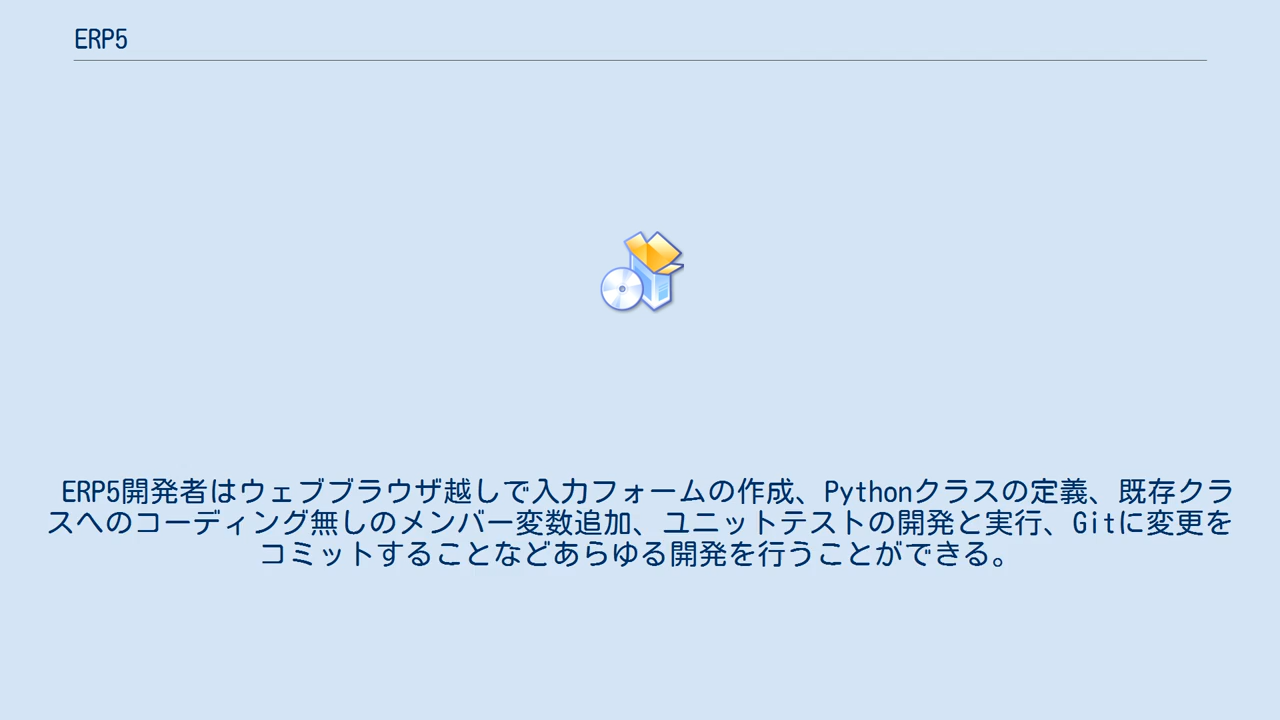 ERP5
ERP5開発者はウェブブラウザ越しで入力フォームの作成、Pythonクラスの定義、既存クラ
スへのコーディング無しのメンバー変数追加、ユニットテストの開発と実行、Gitに変更を
コミットすることなどあらゆる開発を行うことができる。